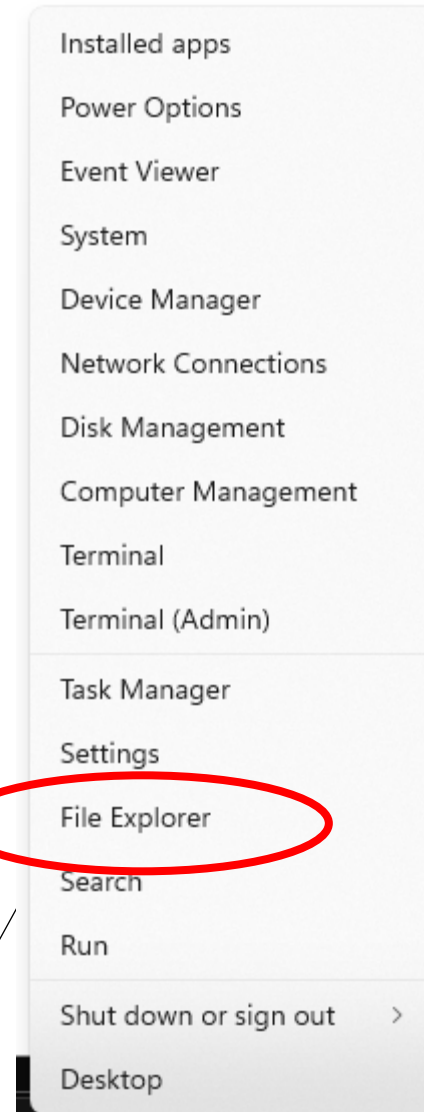 Installed apps
Power Options
Event Viewer
System
Device Manager
Network Connections
Disk Management
Computer Management
Terminal
Terminal (Admin)
Task Manager
Settings
File Explorer
Search
Run
Shut down or sign out
Desktop